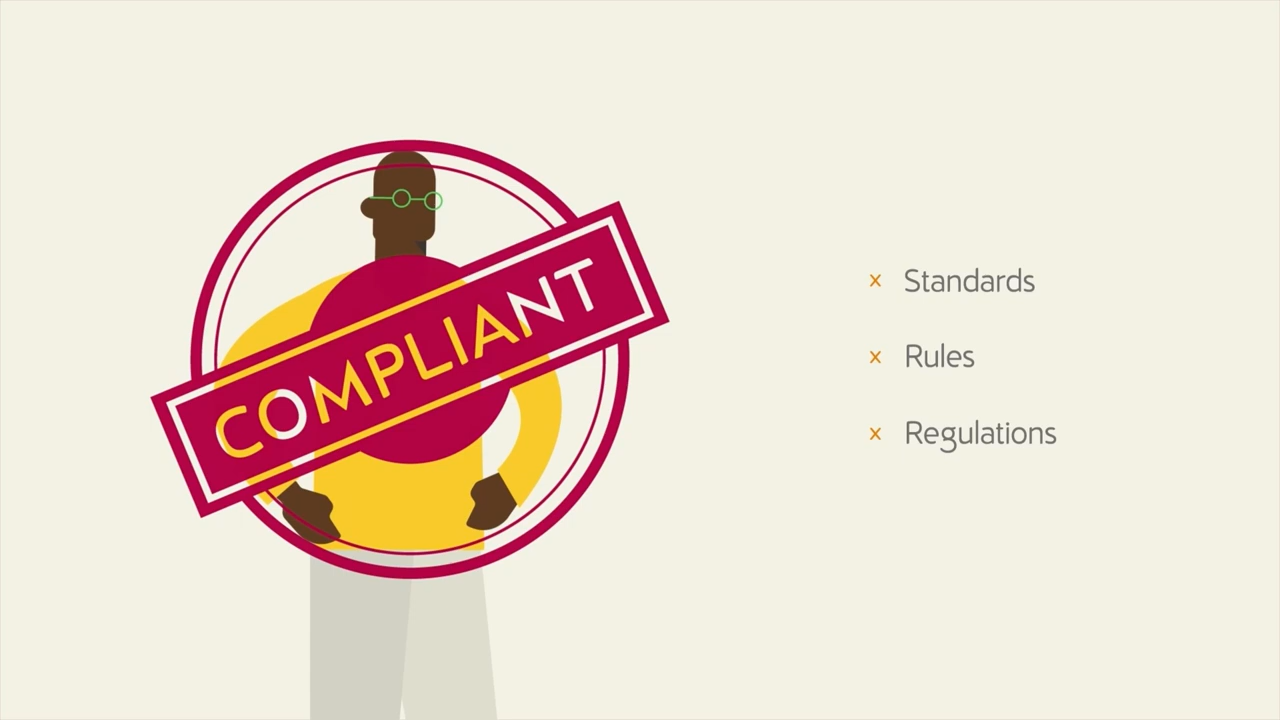 COMPLIANT
× Standards
× Rules
× Regulations